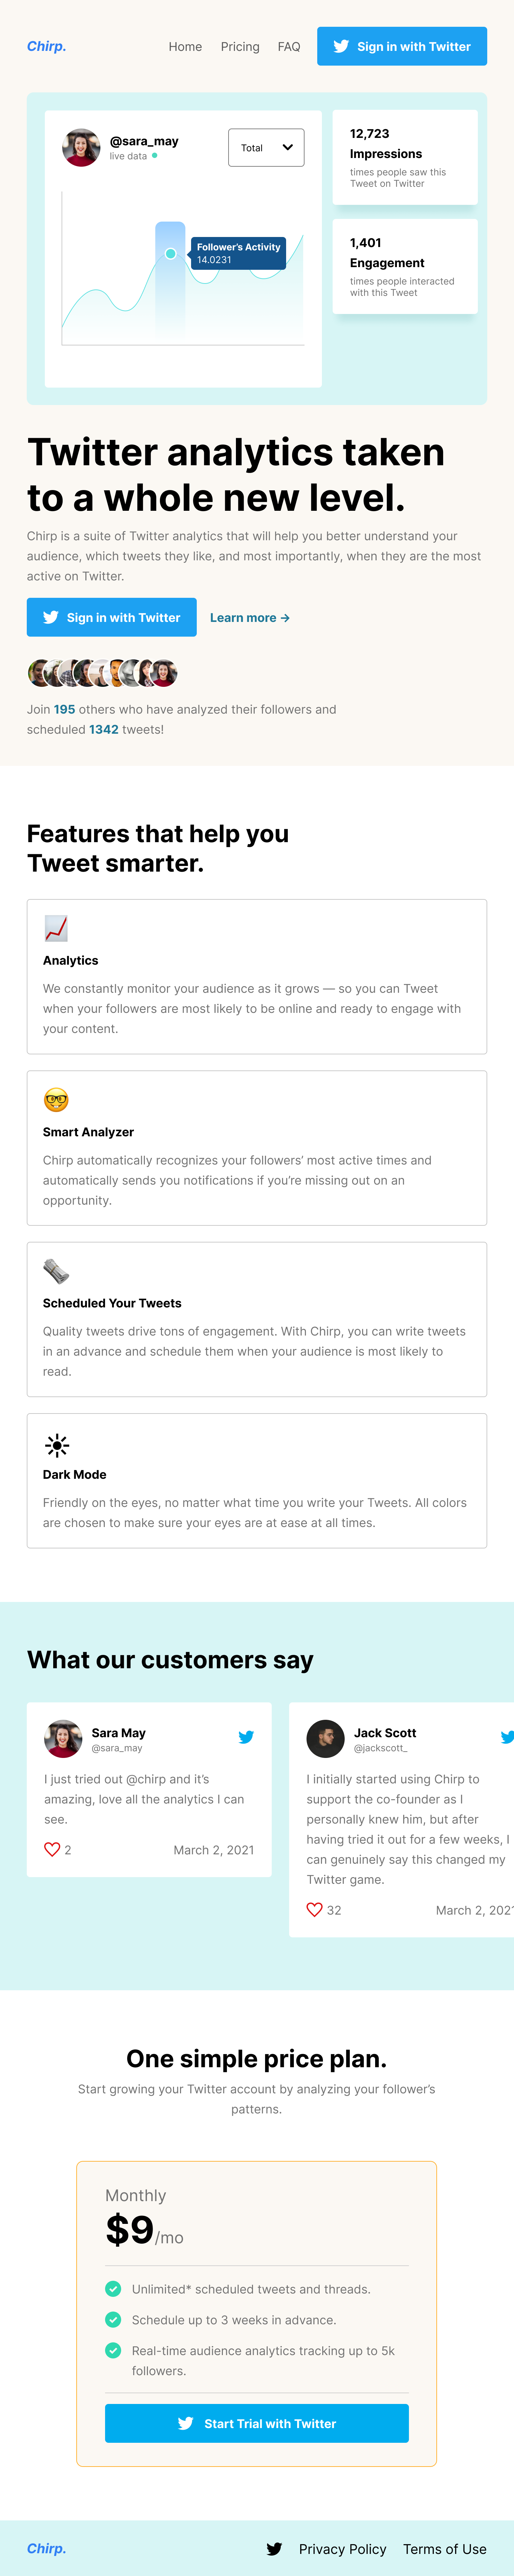 Chirp.
Home
Pricing
FAQ
Sign in with Twitter
@sara_may
live data
Total
Follower's Activity
14.0231
12,723
Impressions
times people saw this
Tweet on Twitter
1,401
Engagement
times people interacted
with this Tweet
Twitter analytics taken
to a whole new level.
Chirp is a suite of Twitter analytics that will help you better understand your
audience, which tweets they like, and most importantly, when they are the most
active on Twitter.
Sign in with Twitter
Learn more →
Join 195 others who have analyzed their followers and
scheduled 1342 tweets!
Features that help you
Tweet smarter.
Analytics
We constantly monitor your audience as it grows — so you can Tweet
when your followers are most likely to be online and ready to engage with
your content.
Smart Analyzer
Chirp automatically recognizes your followers' most active times and
automatically sends you notifications if you're missing out on an
opportunity.
Scheduled Your Tweets
Quality tweets drive tons of engagement. With Chirp, you can write tweets
in an advance and schedule them when your audience is most likely to
read.
Dark Mode
Friendly on the eyes, no matter what time you write your Tweets. All colors
are chosen to make sure your eyes are at ease at all times.
What our customers say
Sara May
@sara_may
I just tried out @chirp and it's
amazing, love all the analytics I can
see.
2
March 2, 2021
Jack Scott
@jackscott_
I initially started using Chirp to
support the co-founder as I
personally knew him, but after
having tried it out for a few weeks, I
can genuinely say this changed my
Twitter game.
32
March 2, 2021
One simple price plan.
Start growing your Twitter account by analyzing your follower's
patterns.
Monthly
$9/mo
Unlimited* scheduled tweets and threads.
Schedule up to 3 weeks in advance.
Real-time audience analytics tracking up to 5k
followers.
Start Trial with Twitter
Chirp.
Privacy Policy
Terms of Use